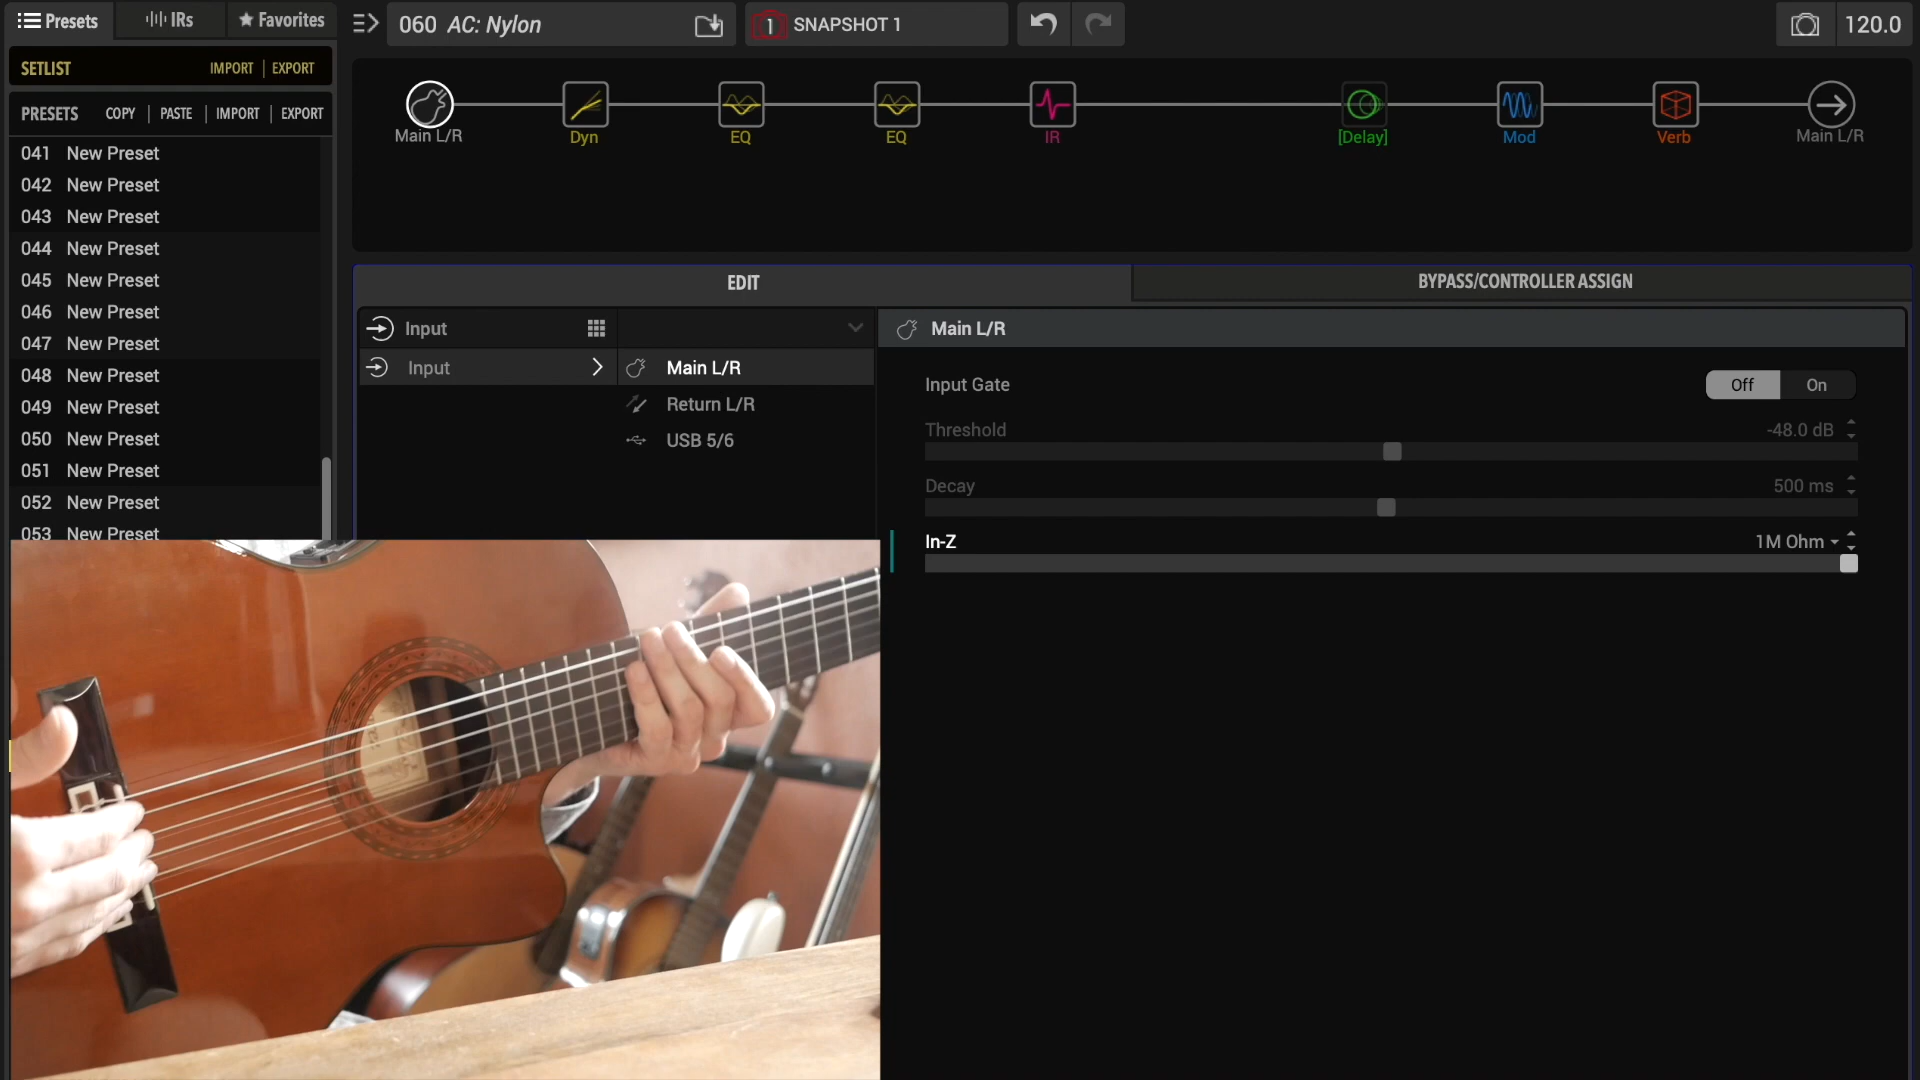 Presets
IRs
Favorites
060 AC: Nylon
1 SNAPSHOT 1
120.0
SETLIST
IMPORT | EXPORT
PRESETS COPY | PASTE | IMPORT | EXPORT
041 New Preset
042 New Preset
043 New Preset
044 New Preset
045 New Preset
046 New Preset
047 New Preset
048 New Preset
049 New Preset
050 New Preset
051 New Preset
052 New Preset
053 New Preset
Main L/R
Dyn
EQ
EQ
IR
[Delay]
Mod
Verb
Main L/R
EDIT
BYPASS/CONTROLLER ASSIGN
Input
Input
Main L/R
Return L/R
USB 5/6
Main L/R
Input Gate
Off
On
Threshold
-48.0 dB
Decay
500 ms
In-Z
1M Ohm